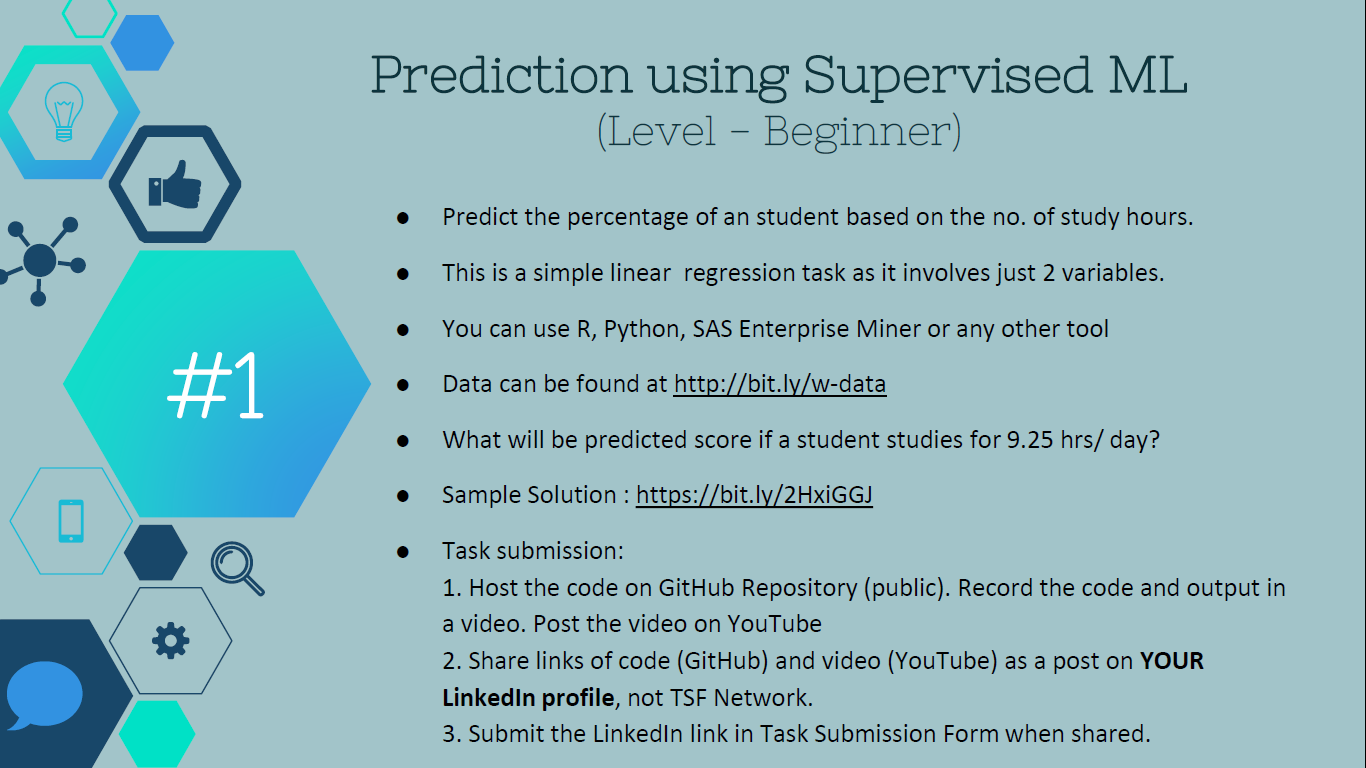 Prediction using Supervised ML
(Level – Beginner)
#1
● Predict the percentage of an student based on the no. of study hours.
● This is a simple linear  regression task as it involves just 2 variables.
● You can use R, Python, SAS Enterprise Miner or any other tool
● Data can be found at http://bit.ly/w-data
● What will be predicted score if a student studies for 9.25 hrs/ day?
● Sample Solution : https://bit.ly/2HxiGGJ
● Task submission:
1. Host the code on GitHub Repository (public). Record the code and output in
a video. Post the video on YouTube
2. Share links of code (GitHub) and video (YouTube) as a post on YOUR
LinkedIn profile, not TSF Network.
3. Submit the LinkedIn link in Task Submission Form when shared.